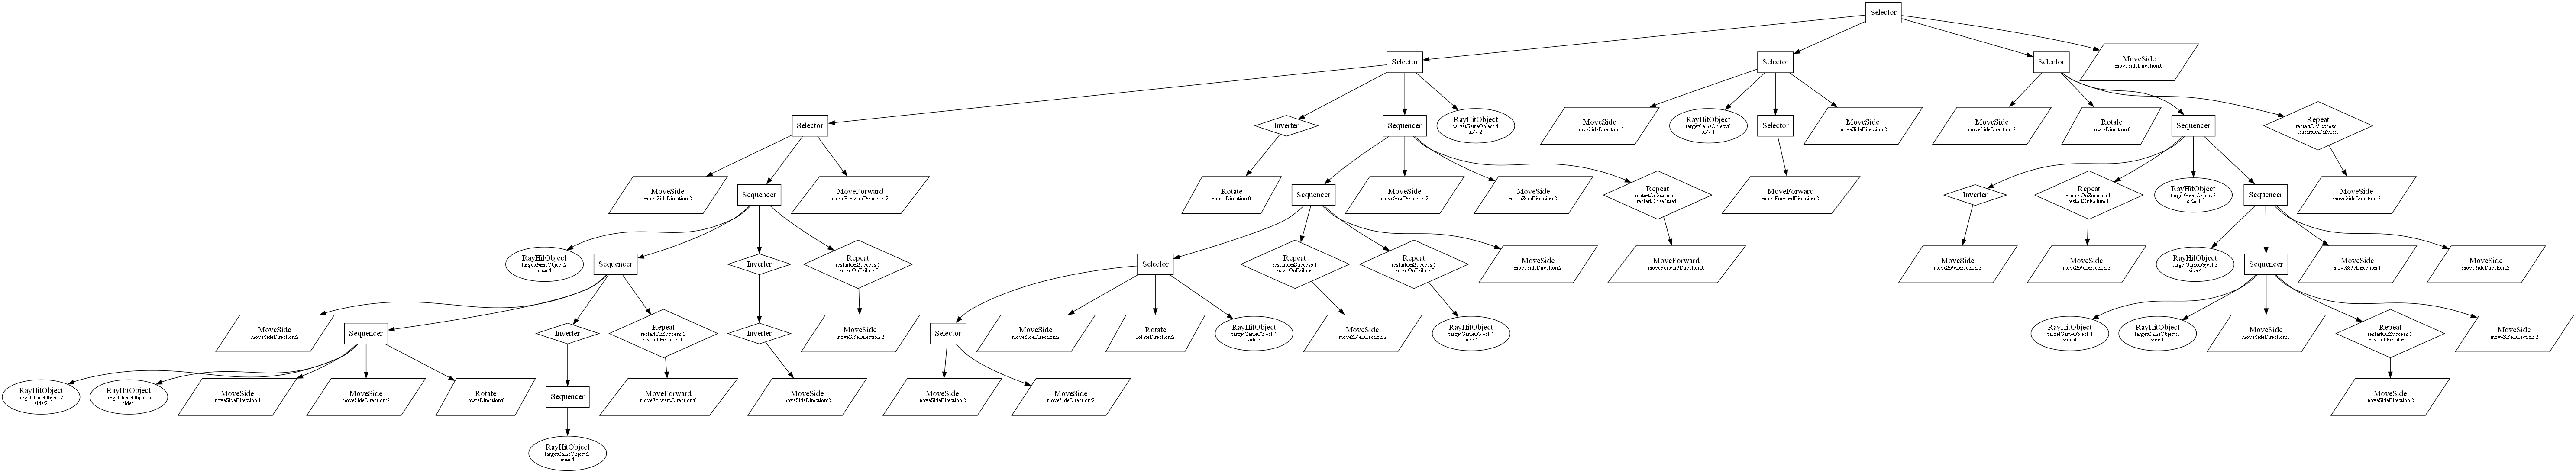 Selector
Selector
Selector
Selector
MoveSide
moveSideDirection:0
Selector
Inverter
Sequencer
RayHitObject
targetGameObject:4
side:2
MoveSide
moveSideDirection:2
RayHitObject
targetGameObject:0
side:1
Selector
MoveSide
moveSideDirection:2
MoveSide
moveSideDirection:2
Rotate
rotateDirection:0
Sequencer
Repeat
restartOnSuccess:1
restartOnFailure:1
MoveSide
moveSideDirection:2
Sequencer
MoveForward
moveForwardDirection:2
Rotate
rotateDirection:0
Sequencer
MoveSide
moveSideDirection:2
MoveSide
moveSideDirection:2
Repeat
restartOnSuccess:1
restartOnFailure:0
MoveForward
moveForwardDirection:2
Inverter
Repeat
restartOnSuccess:1
restartOnFailure:1
RayHitObject
targetGameObject:2
side:0
Sequencer
MoveSide
moveSideDirection:2
RayHitObject
targetGameObject:2
side:4
Sequencer
Inverter
Repeat
restartOnSuccess:1
restartOnFailure:0
Selector
Repeat
restartOnSuccess:1
restartOnFailure:1
Repeat
restartOnSuccess:1
restartOnFailure:0
MoveSide
moveSideDirection:2
MoveForward
moveForwardDirection:0
MoveSide
moveSideDirection:2
MoveSide
moveSideDirection:2
RayHitObject
targetGameObject:2
side:4
Sequencer
MoveSide
moveSideDirection:1
MoveSide
moveSideDirection:2
MoveSide
moveSideDirection:2
Sequencer
Inverter
Repeat
restartOnSuccess:1
restartOnFailure:0
Inverter
MoveSide
moveSideDirection:2
Selector
MoveSide
moveSideDirection:2
Rotate
rotateDirection:2
RayHitObject
targetGameObject:4
side:2
MoveSide
moveSideDirection:2
RayHitObject
targetGameObject:4
RayHitObject
targetGameObject:4
side:4
RayHitObject
targetGameObject:1
side:1
MoveSide
moveSideDirection:1
Repeat
restartOnSuccess:1
restartOnFailure:0
MoveSide
moveSideDirection:2
RayHitObject
targetGameObject:2
side:2
RayHitObject
targetGameObject:6
side:4
MoveSide
moveSideDirection:1
MoveSide
moveSideDirection:2
Rotate
rotateDirection:0
Sequencer
MoveForward
moveForwardDirection:0
MoveSide
moveSideDirection:2
MoveSide
moveSideDirection:2
MoveSide
moveSideDirection:2
MoveSide
moveSideDirection:2
RayHitObject
targetGameObject:2
side:4